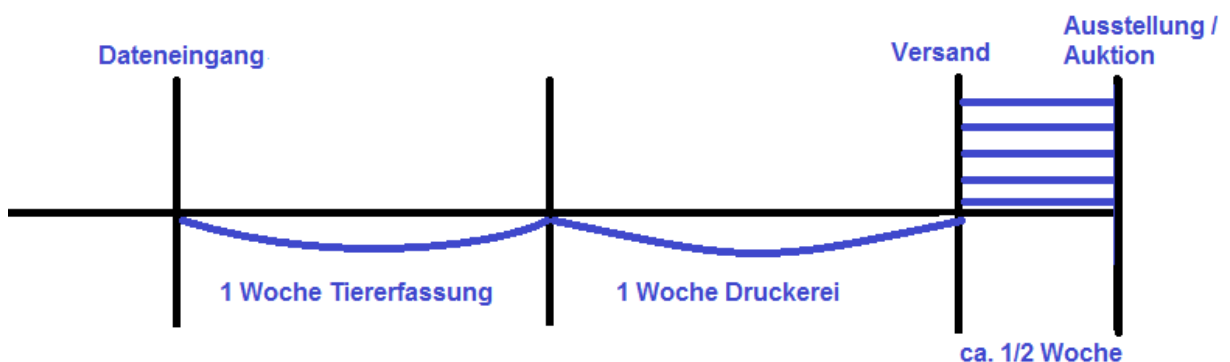 Dateneingang
Versand
Ausstellung /
Auktion
1 Woche Tiererfassung
1 Woche Druckerei
ca. 1/2 Woche